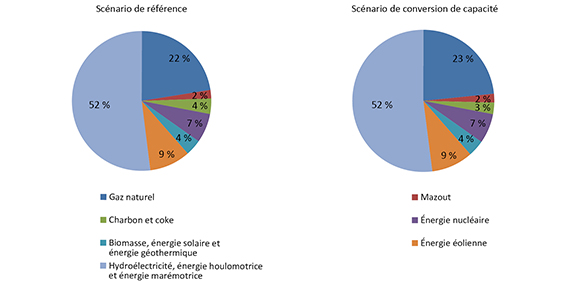 Scénario de référence
Scénario de conversion de capacité
22 %
2 %
4 %
7 %
4 %
9 %
52 %
23 %
2 %
3 %
7 %
4 %
9 %
52 %
Gaz naturel
Mazout
Charbon et coke
Énergie nucléaire
Biomasse, énergie solaire et
énergie géothermique
Énergie éolienne
Hydroélectricité, énergie houlomotrice
et énergie marémotrice